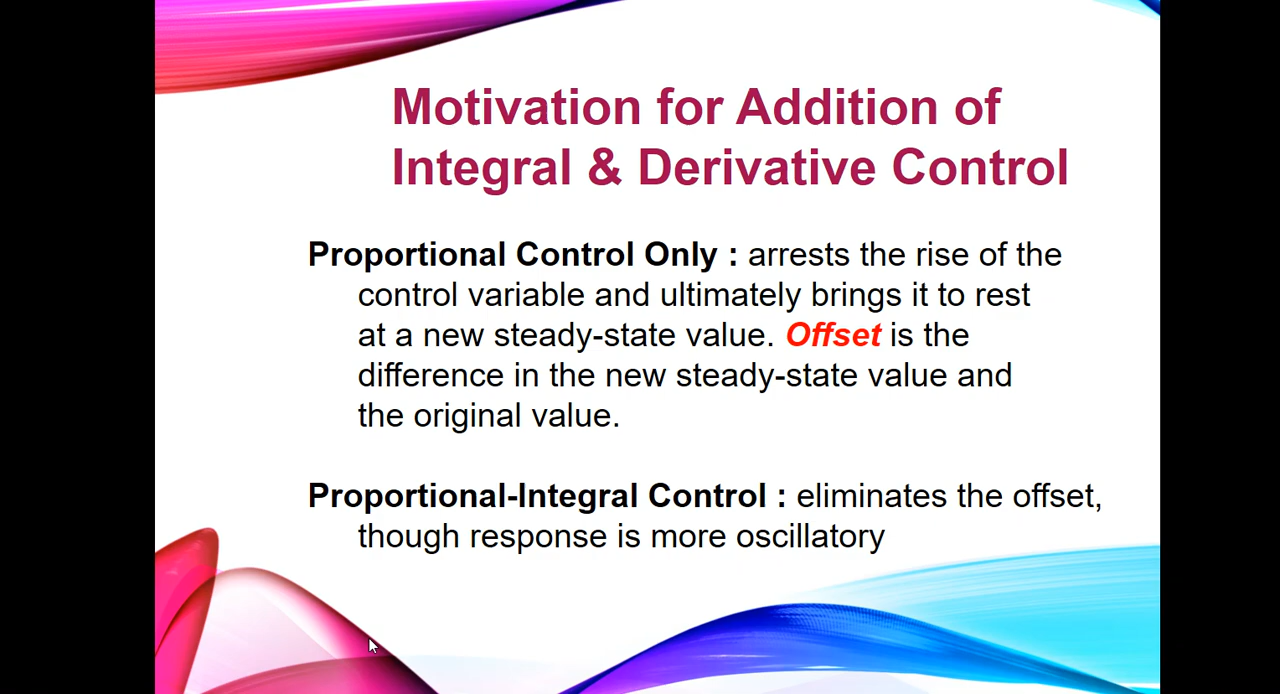 Motivation for Addition of
Integral & Derivative Control
Proportional Control Only : arrests the rise of the
control variable and ultimately brings it to rest
at a new steady-state value. Offset is the
difference in the new steady-state value and
the original value.
Proportional-Integral Control : eliminates the offset,
though response is more oscillatory